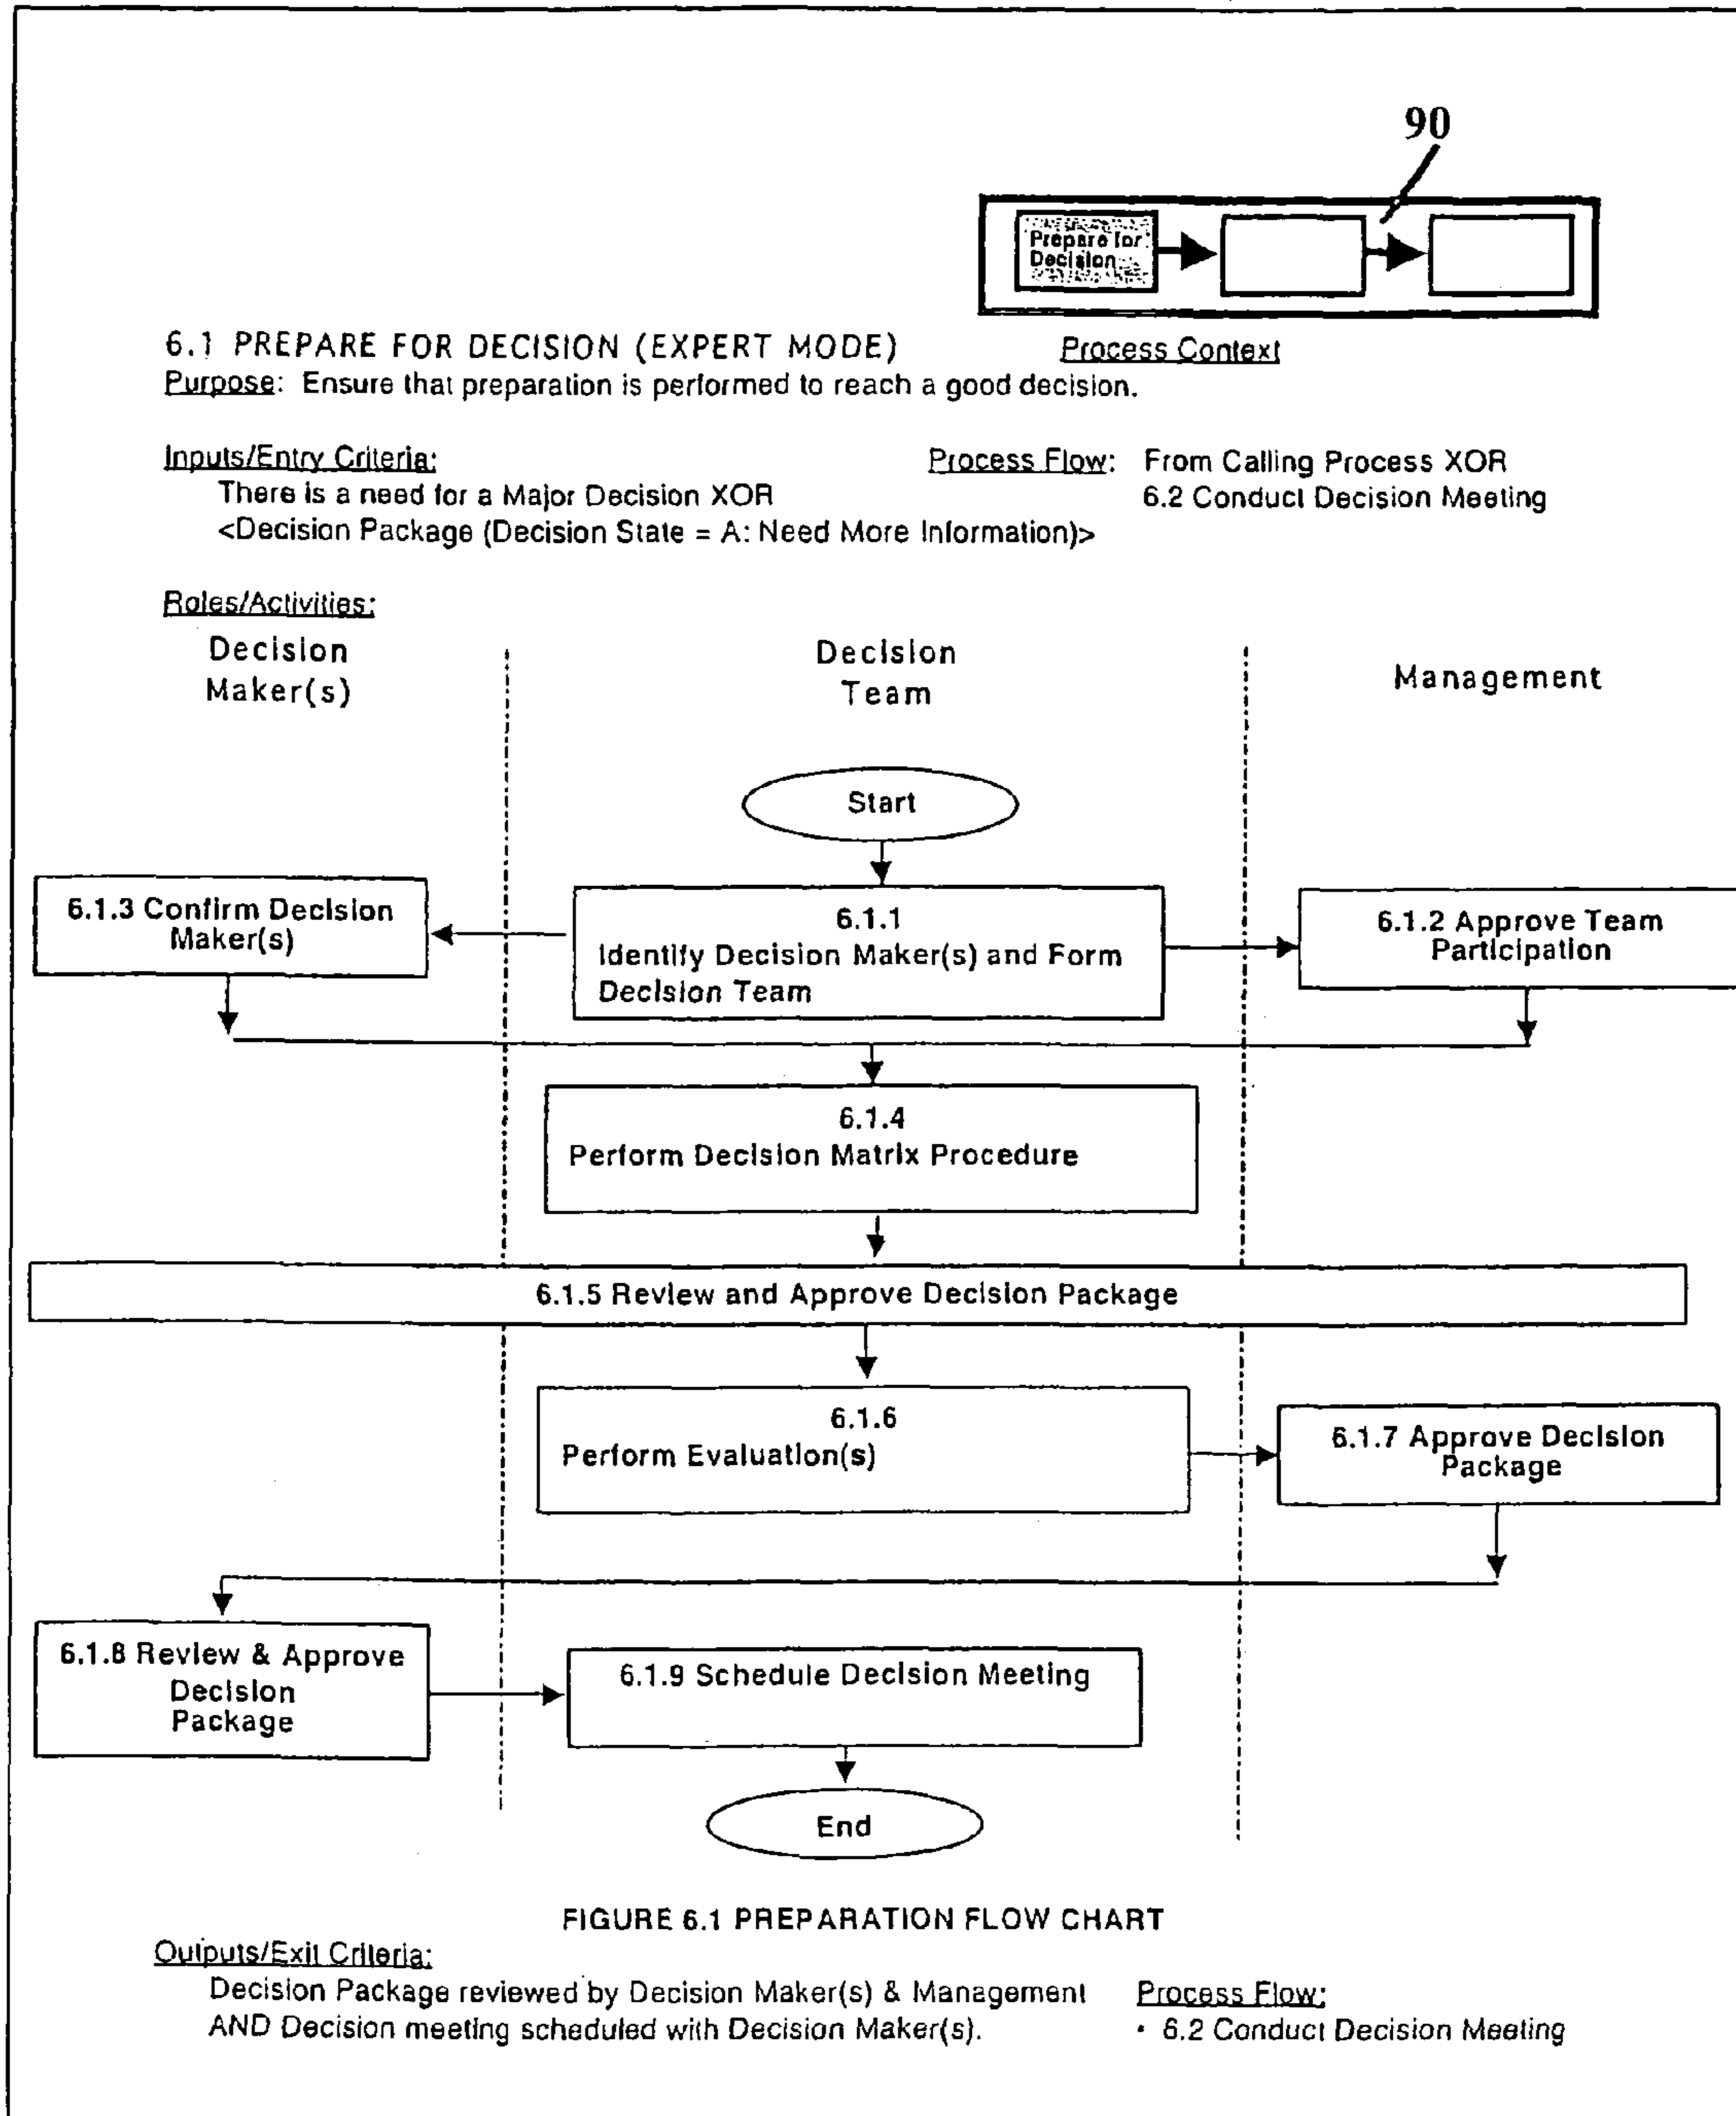 90
Prepare for
Decision
6.1 PREPARE FOR DECISION (EXPERT MODE)
Process Context
Purpose: Ensure that preparation is performed to reach a good decision.
Inputs/Entry Criteria:
There is a need for a Major Decision XOR
<Decision Package (Decision State = A: Need More Information)>
Process Flow: From Calling Process XOR
6.2 Conduct Decision Meeting
Roles/Activities:
Decision
Maker(s)
Decision
Team
Management
Start
6.1.3 Confirm Decision
Maker(s)
6.1.1
Identify Decision Maker(s) and Form
Decision Team
6.1.2 Approve Team
Participation
6.1.4
Perform Decision Matrix Procedure
6.1.5 Review and Approve Decision Package
6.1.6
Perform Evaluation(s)
6.1.7 Approve Decision
Package
6.1.8 Review & Approve
Decision
Package
6.1.9 Schedule Decision Meeting
End
FIGURE 6.1 PREPARATION FLOW CHART
Outputs/Exit Criteria:
Decision Package reviewed by Decision Maker(s) & Management
AND Decision meeting scheduled with Decision Maker(s).
Process Flow:
• 6.2 Conduct Decision Meeting